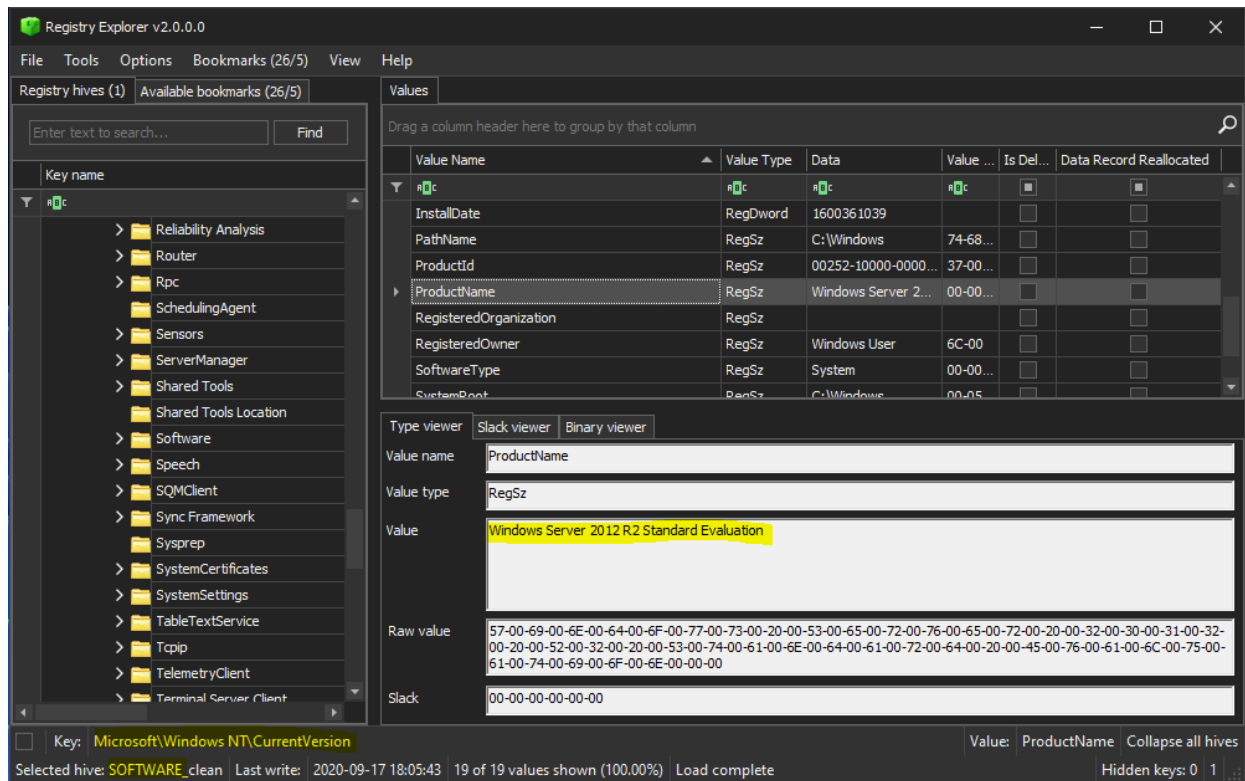 Registry Explorer v2.0.0.0
File Tools Options Bookmarks (26/5) View Help
Registry hives (1) Available bookmarks (26/5)
Enter text to search... Find
Key name
Reliability Analysis
Router
Rpc
SchedulingAgent
Sensors
ServerManager
Shared Tools
Shared Tools Location
Software
Speech
SQMClient
Sync Framework
Sysprep
SystemCertificates
SystemSettings
TableTextService
Tcpip
TelemetryClient
Terminal Server Client
Values
Drag a column header here to group by that column
Value Name Value Type Data Value ... Is Del... Data Record Reallocated
InstallDate RegDword 1600361039
PathName RegSz C:\Windows 74-68...
ProductId RegSz 00252-10000-0000... 37-00...
ProductName RegSz Windows Server 2... 00-00...
RegisteredOrganization RegSz
RegisteredOwner RegSz Windows User 6C-00
SoftwareType RegSz System 00-00...
SystemRoot RegSz C:\Windows 00-05
Type viewer Slack viewer Binary viewer
Value name ProductName
Value type RegSz
Value Windows Server 2012 R2 Standard Evaluation
Raw value 57-00-69-00-6E-00-64-00-6F-00-77-00-73-00-20-00-53-00-65-00-72-00-76-00-65-00-72-00-20-00-32-00-30-00-31-00-32-
00-20-00-52-00-32-00-20-00-53-00-74-00-61-00-6E-00-64-00-61-00-72-00-64-00-20-00-45-00-76-00-61-00-6C-00-75-00-
61-00-74-00-69-00-6F-00-6E-00-00-00
Slack 00-00-00-00-00-00
Key: Microsoft\Windows NT\CurrentVersion Value: ProductName Collapse all hives
Selected hive: SOFTWARE_clean Last write: 2020-09-17 18:05:43 19 of 19 values shown (100.00%) Load complete Hidden keys: 0 1